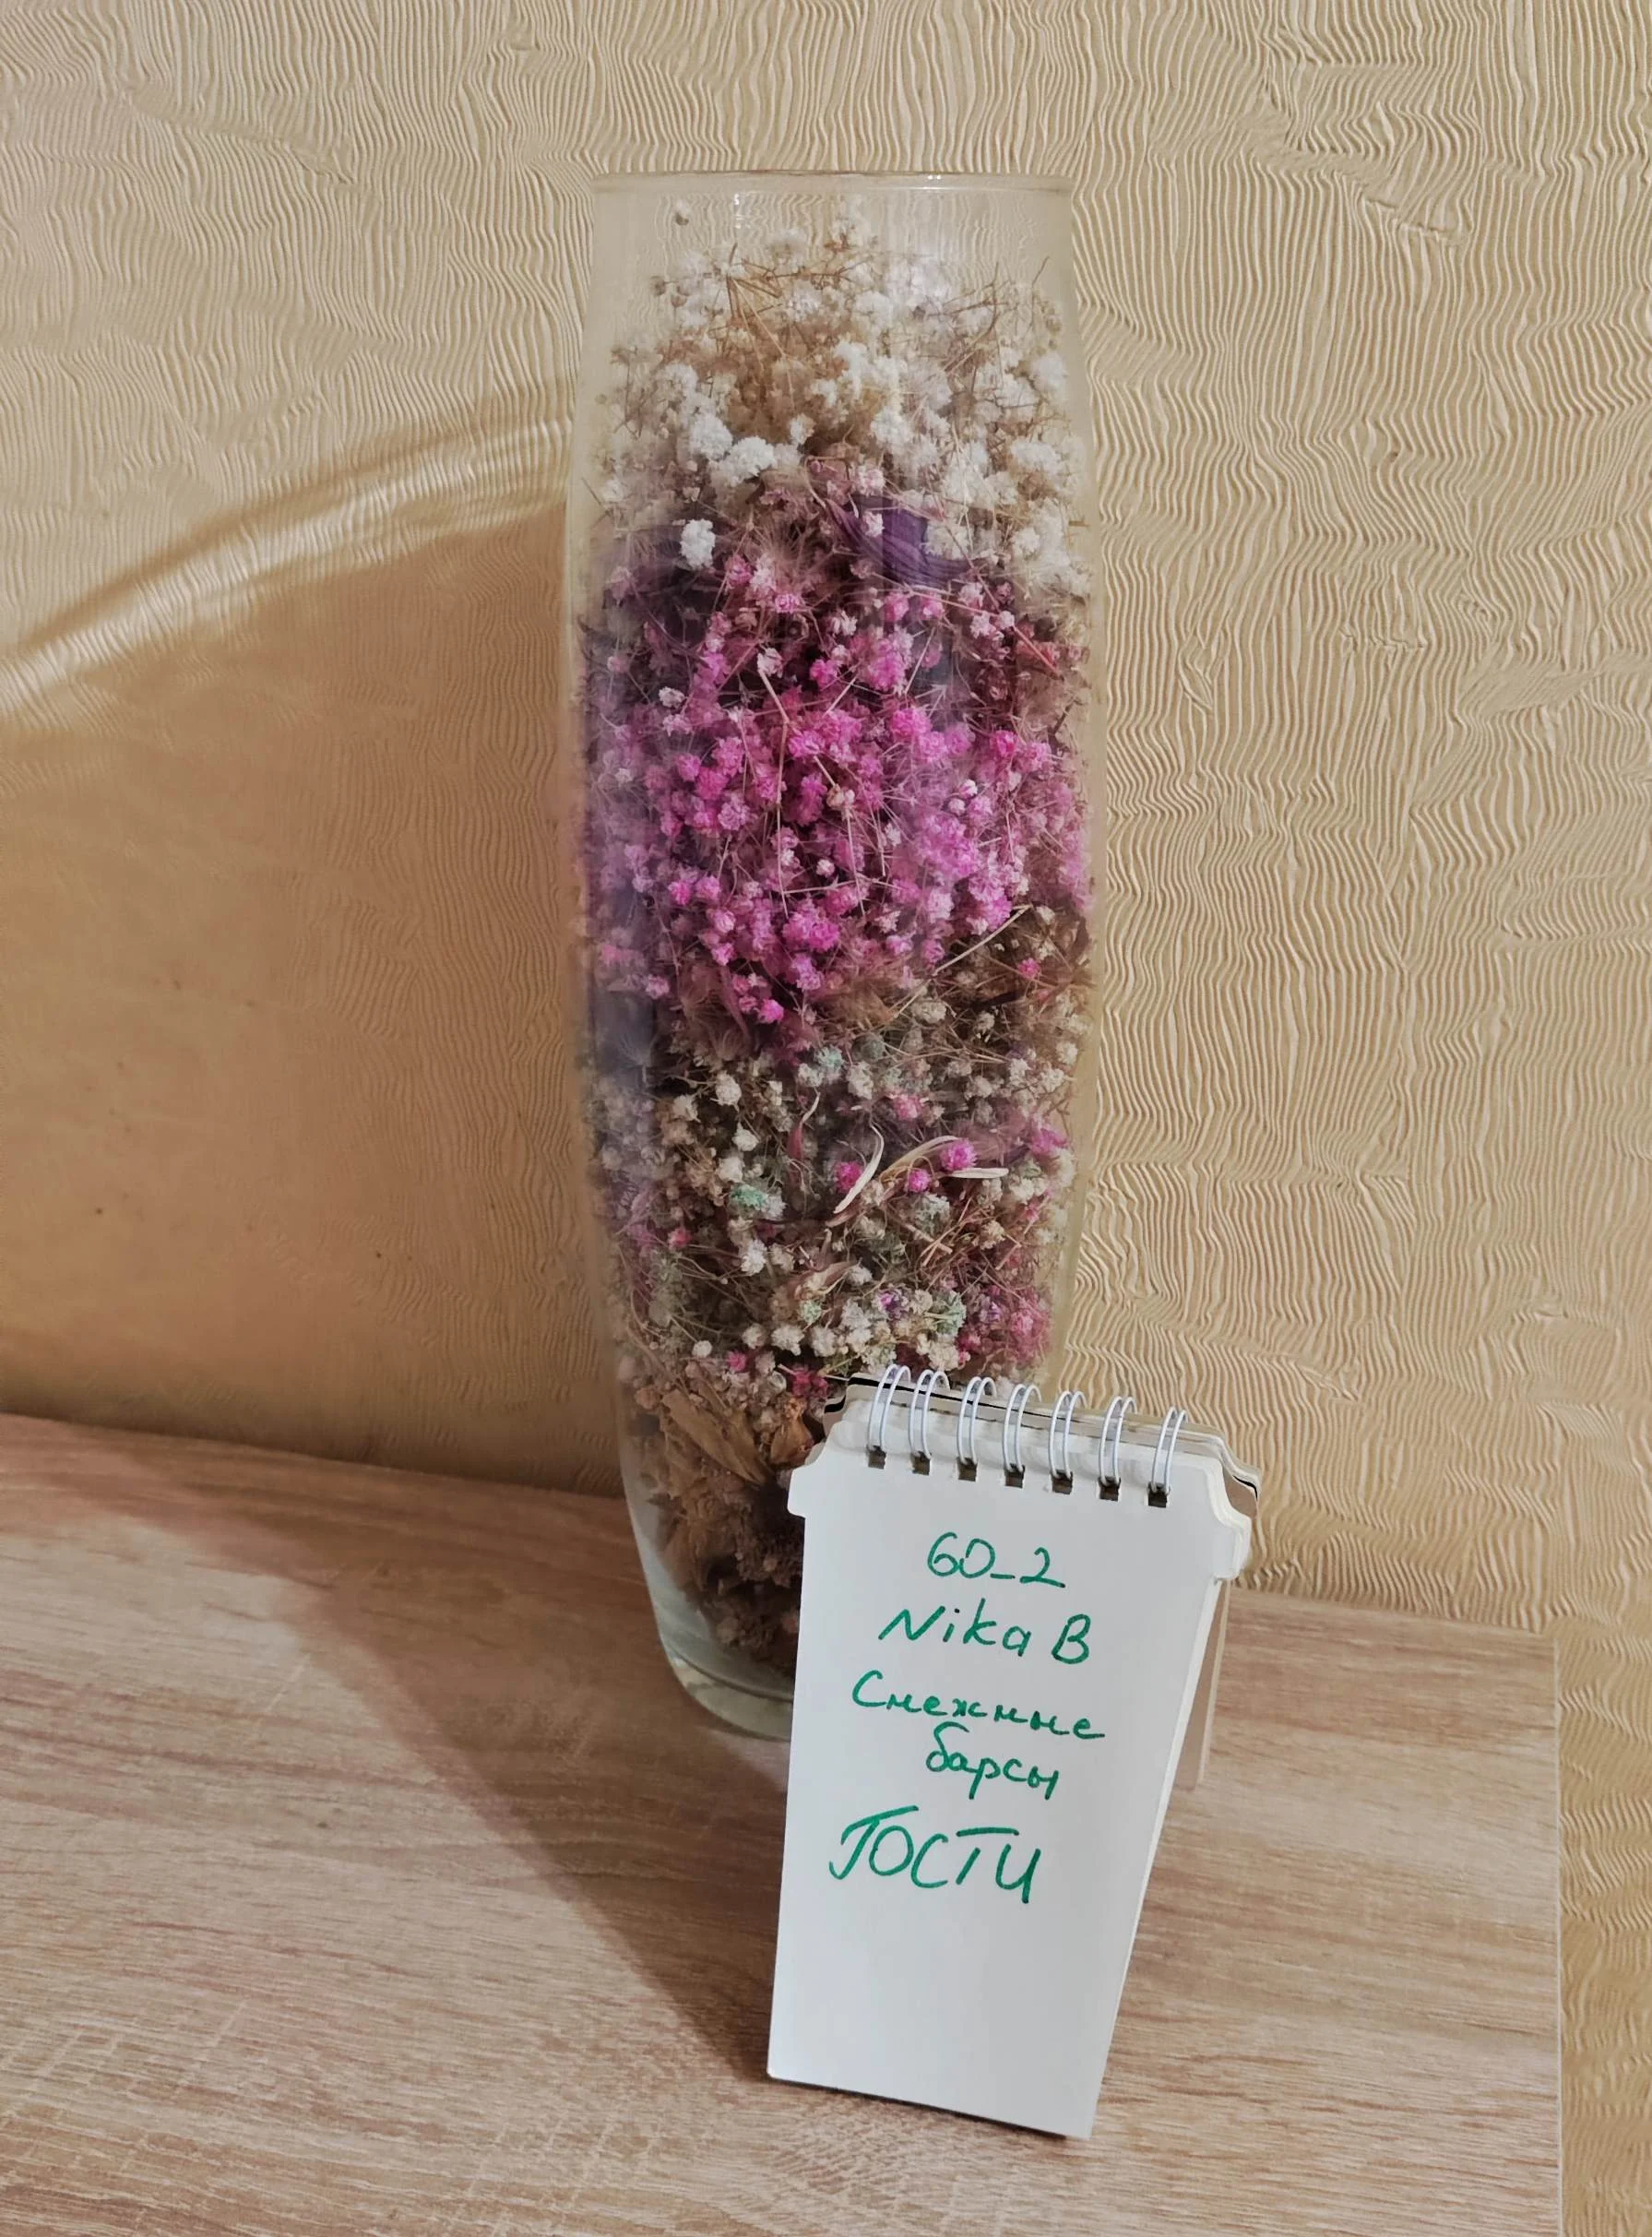 60_2
Nika B
Снежные
барсы
ГОСТИ